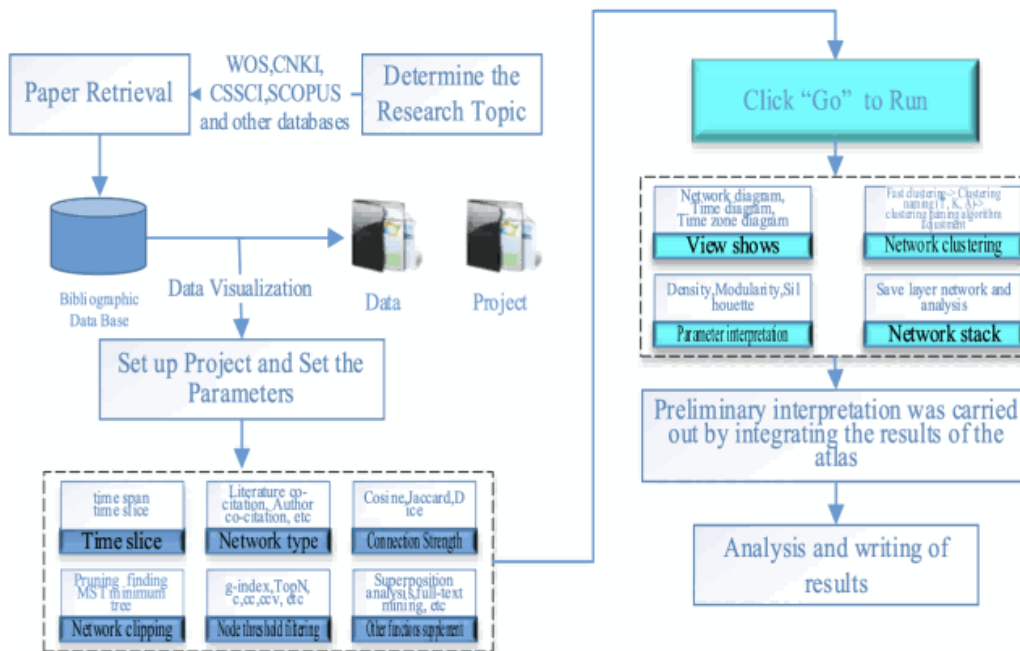 Paper Retrieval
WOS,CNKI,
CSSCI,SCOPUS
and other databases
Determine the
Research Topic
Bibliographic
Data Base
Data Visualization
Data
Project
Set up Project and Set the
Parameters
time span
time slice
Time slice
Literature co-
citation, Author
co-citation, etc
Network type
Cosine,Jaccard,D
ice
Connection Strength
Pruning finding
MST minimum
tree
Network clipping
g-index,TopN,
c,cc,ccv, etc
Node threshold filtering
Superposition
analysis,full-text
mining, etc
Other functions supplement
Click “Go” to Run
Network diagram,
Time diagram,
Time zone diagram
View shows
Fast clustering-> Clustering
naming (T, K, A)->
clustering naming algorithm
adjustment
Network clustering
Density,Modularity,Sil
houette
Parameter interpretation
Save layer network and
analysis
Network stack
Preliminary interpretation was carried
out by integrating the results of the
atlas
Analysis and writing of
results